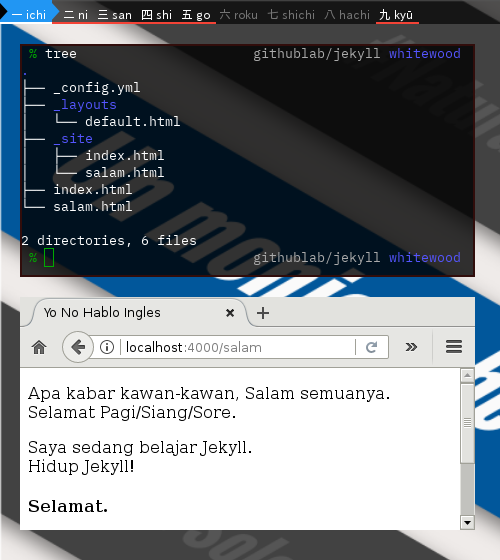 一 ichi 二 ni 三 san 四 shi 五 go 六 roku 七 shichi 八 hachi 九 kyū
% tree githublab/jekyll whitewood
.
├── _config.yml
├── _layouts
│   └── default.html
├── _site
│   ├── index.html
│   └── salam.html
├── index.html
└── salam.html
2 directories, 6 files
% githublab/jekyll whitewood
Yo No Hablo Ingles
localhost:4000/salam
Apa kabar kawan-kawan, Salam semuanya.
Selamat Pagi/Siang/Sore.
Saya sedang belajar Jekyll.
Hidup Jekyll!
Selamat.